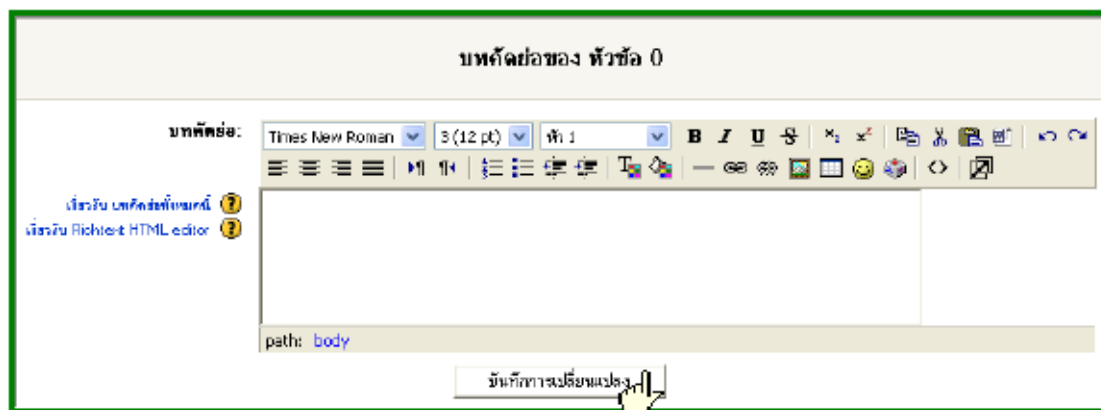 บทคัดย่อของ หัวข้อ 0
บทคัดย่อ:
Times New Roman 3 (12 pt) หัว 1 B I U S
เกี่ยวกับ บทคัดย่อทั้งหมดนี้
เกี่ยวกับ Richtext HTML editor
path: body
บันทึกการเปลี่ยนแปลง